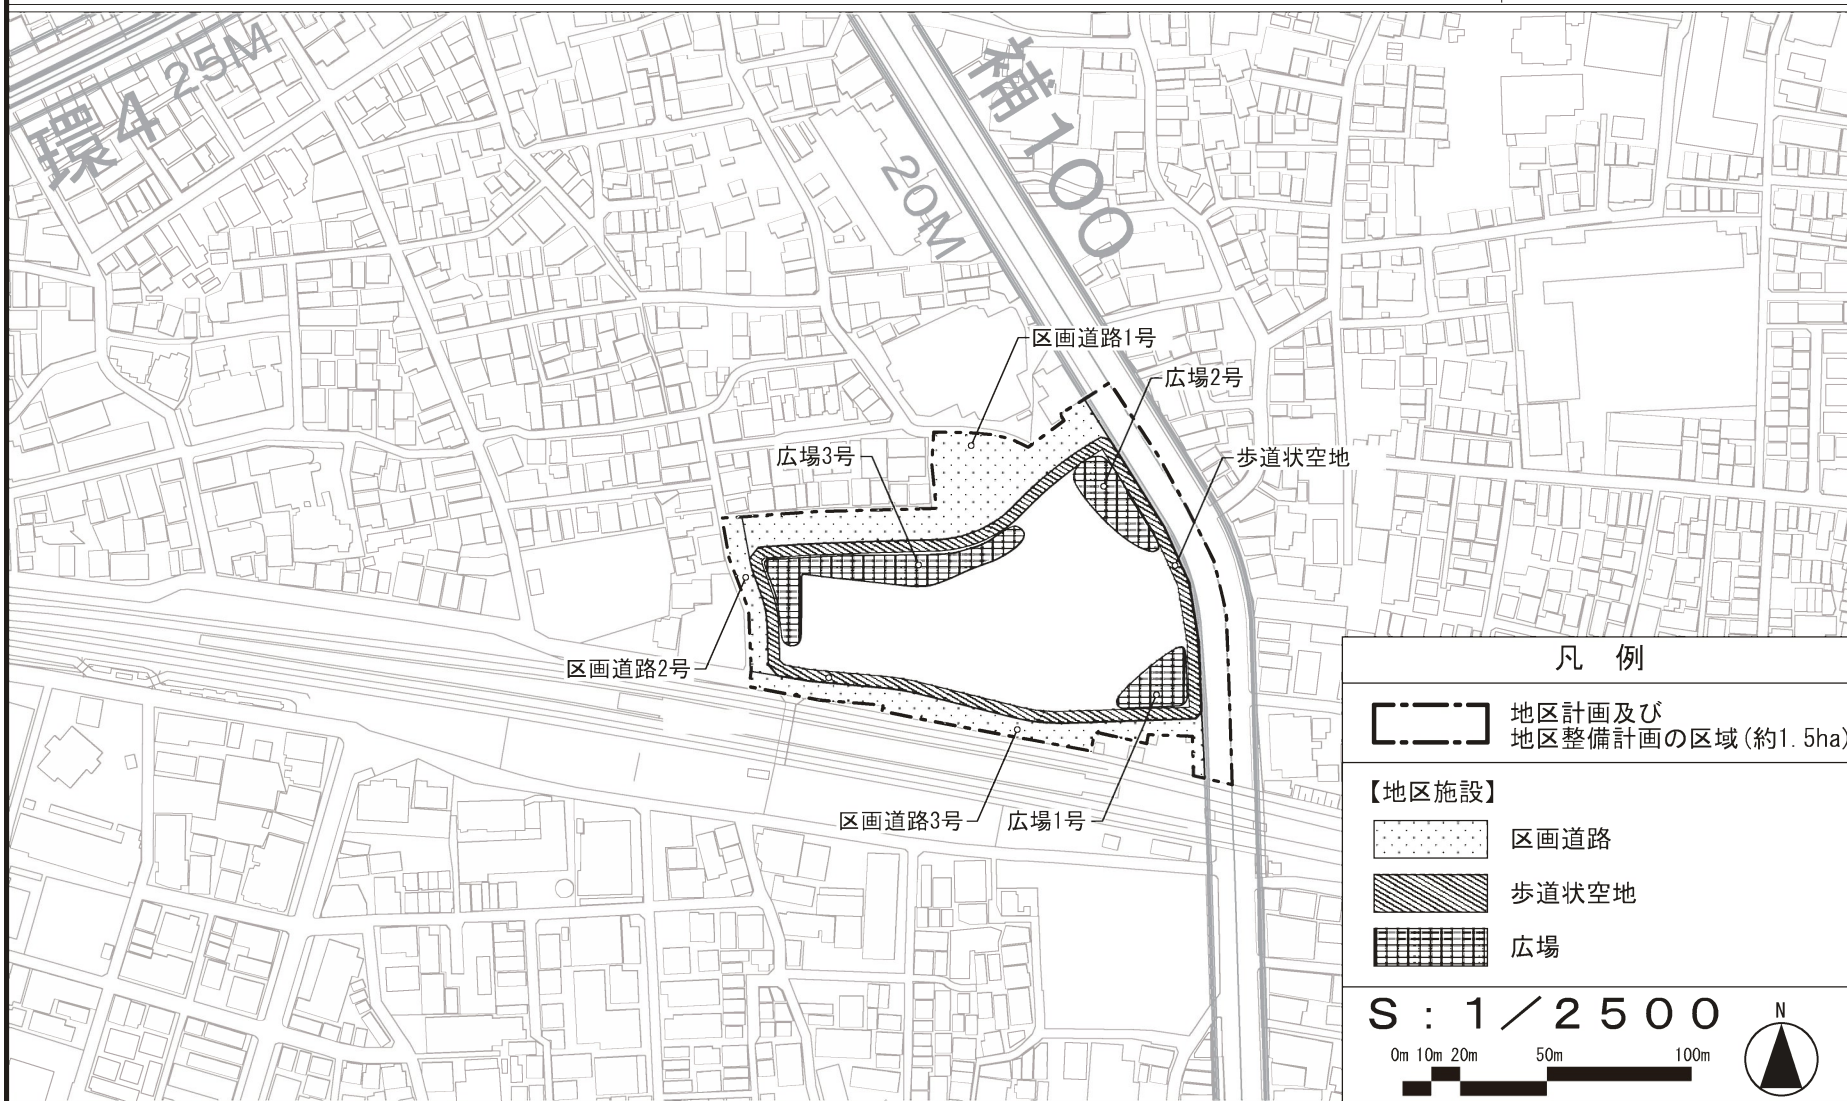 環4 25M
補100
20M
区画道路1号
広場2号
広場3号
歩道状空地
区画道路2号
区画道路3号
広場1号
凡 例
地区計画及び
地区整備計画の区域(約1.5ha)
【地区施設】
区画道路
歩道状空地
広場
S:1/2500
N
0m 10m 20m 50m 100m